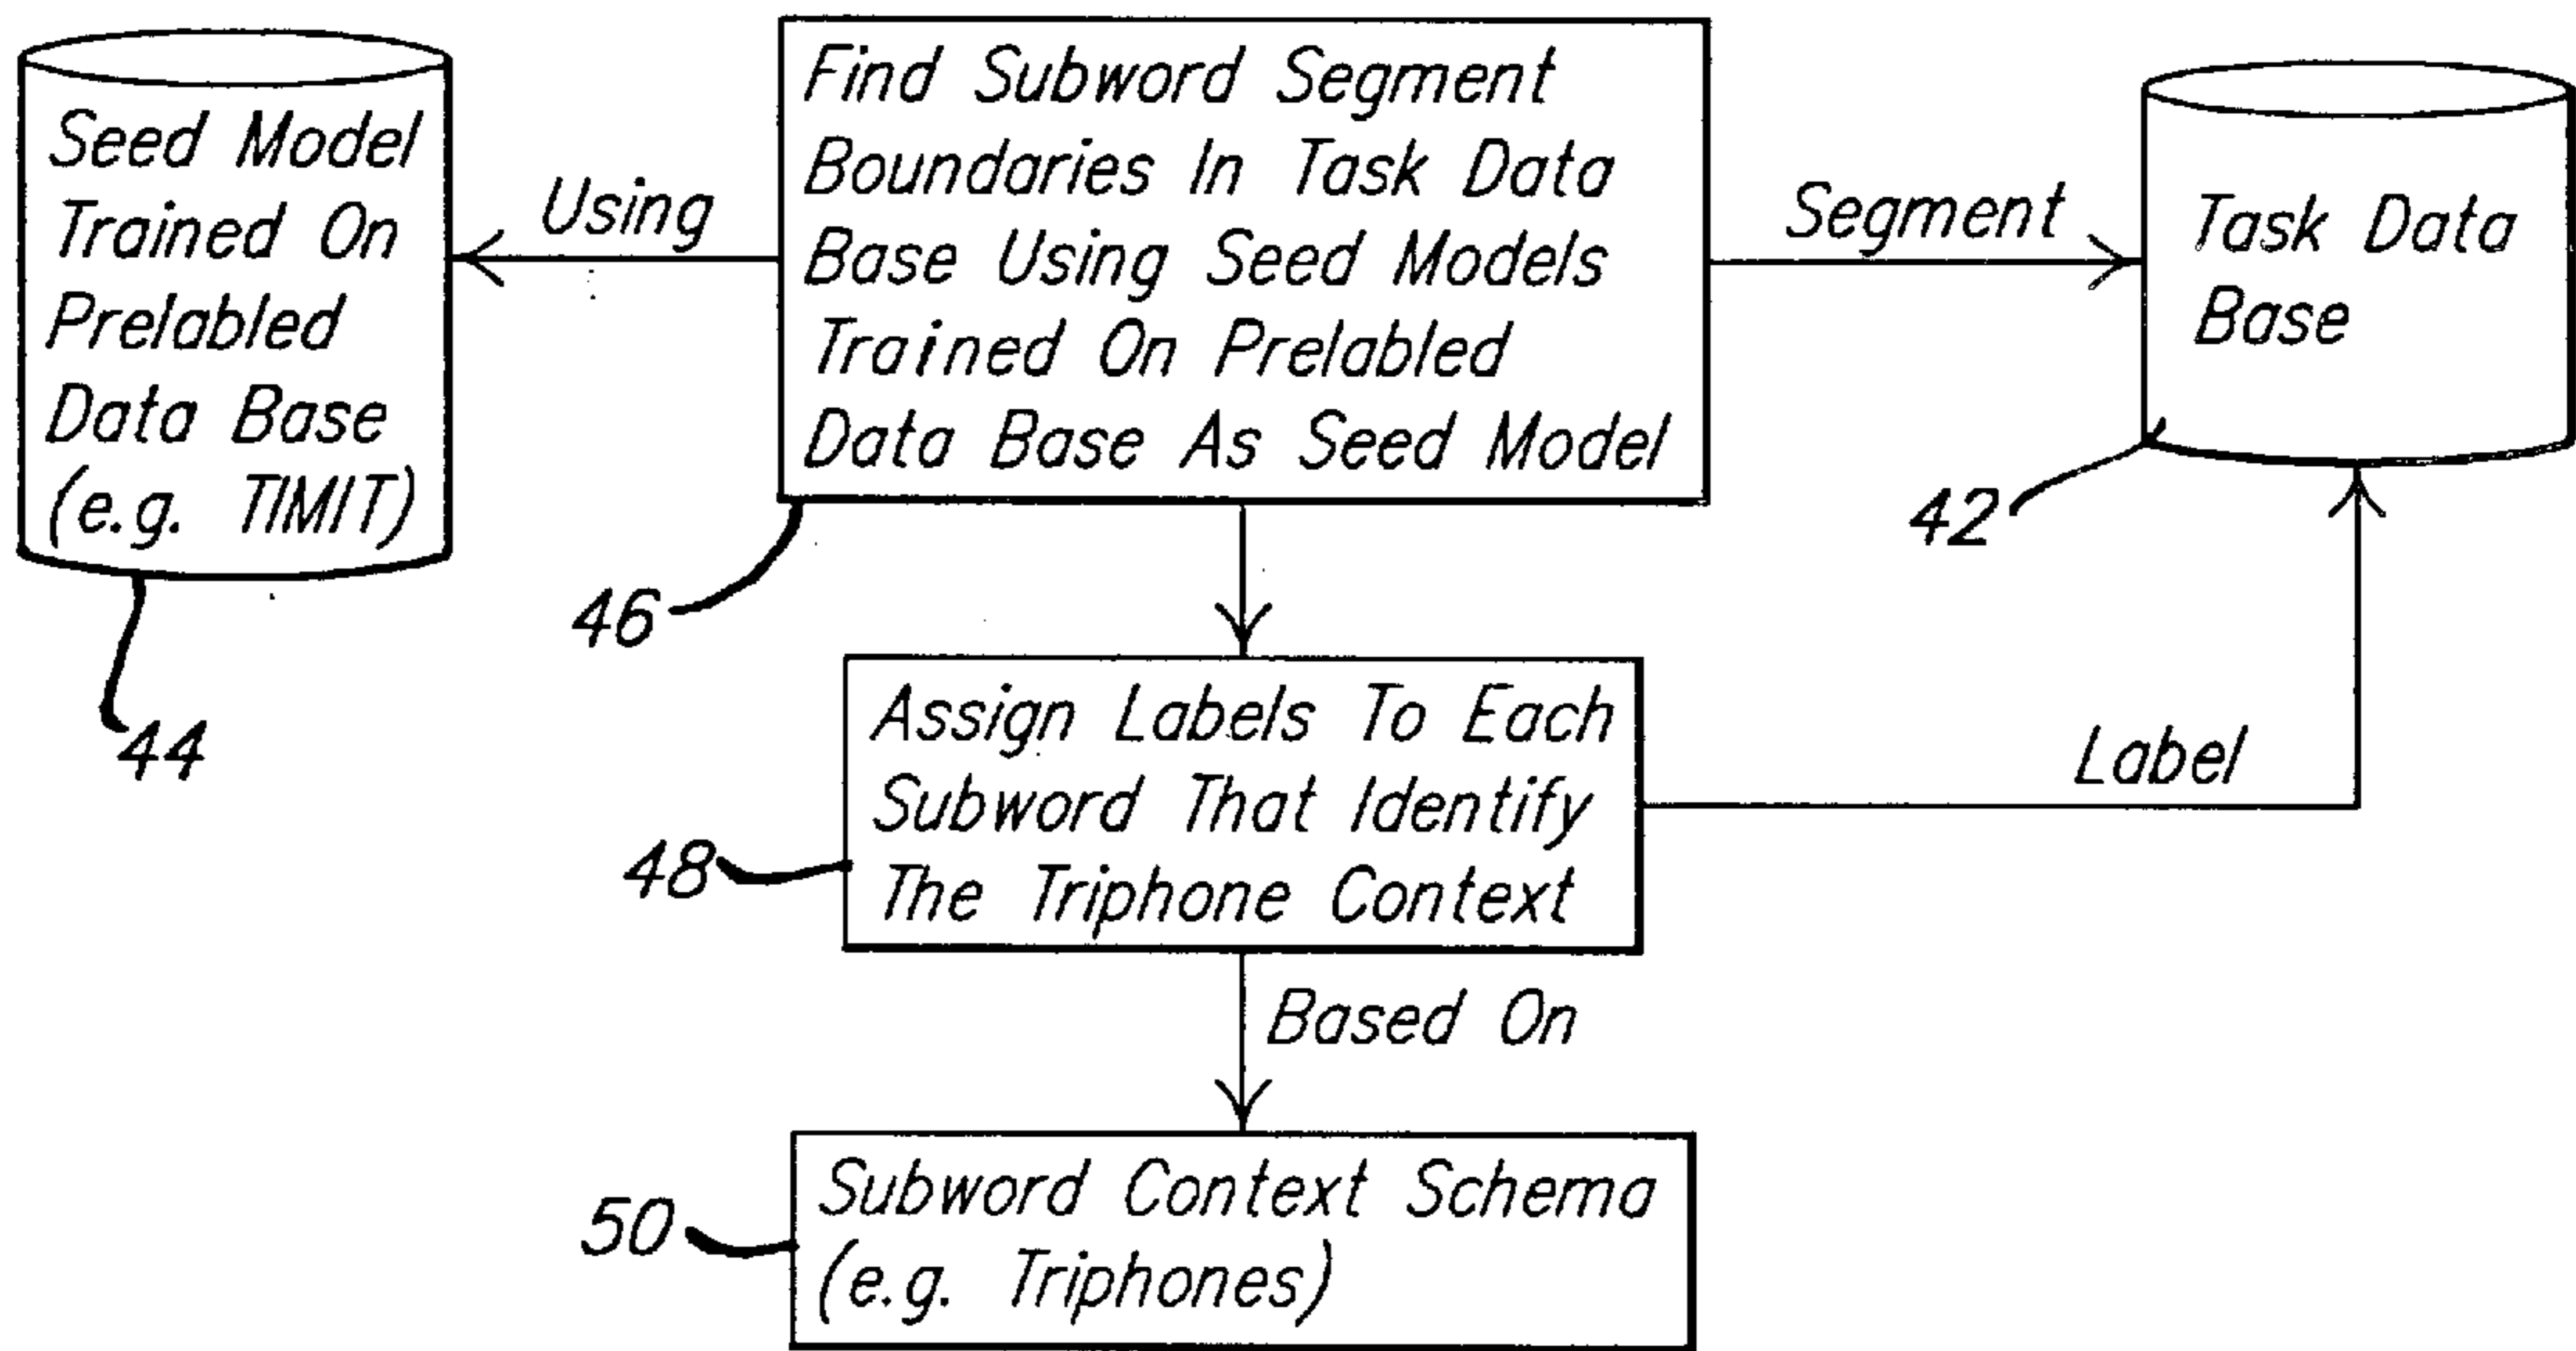 Seed Model
Trained On
Prelabled
Data Base
(e.g. TIMIT)
44
Using
Find Subword Segment
Boundaries In Task Data
Base Using Seed Models
Trained On Prelabled
Data Base As Seed Model
46
Segment
Task Data
Base
42
Assign Labels To Each
Subword That Identify
The Triphone Context
48
Label
Based On
Subword Context Schema
(e.g. Triphones)
50